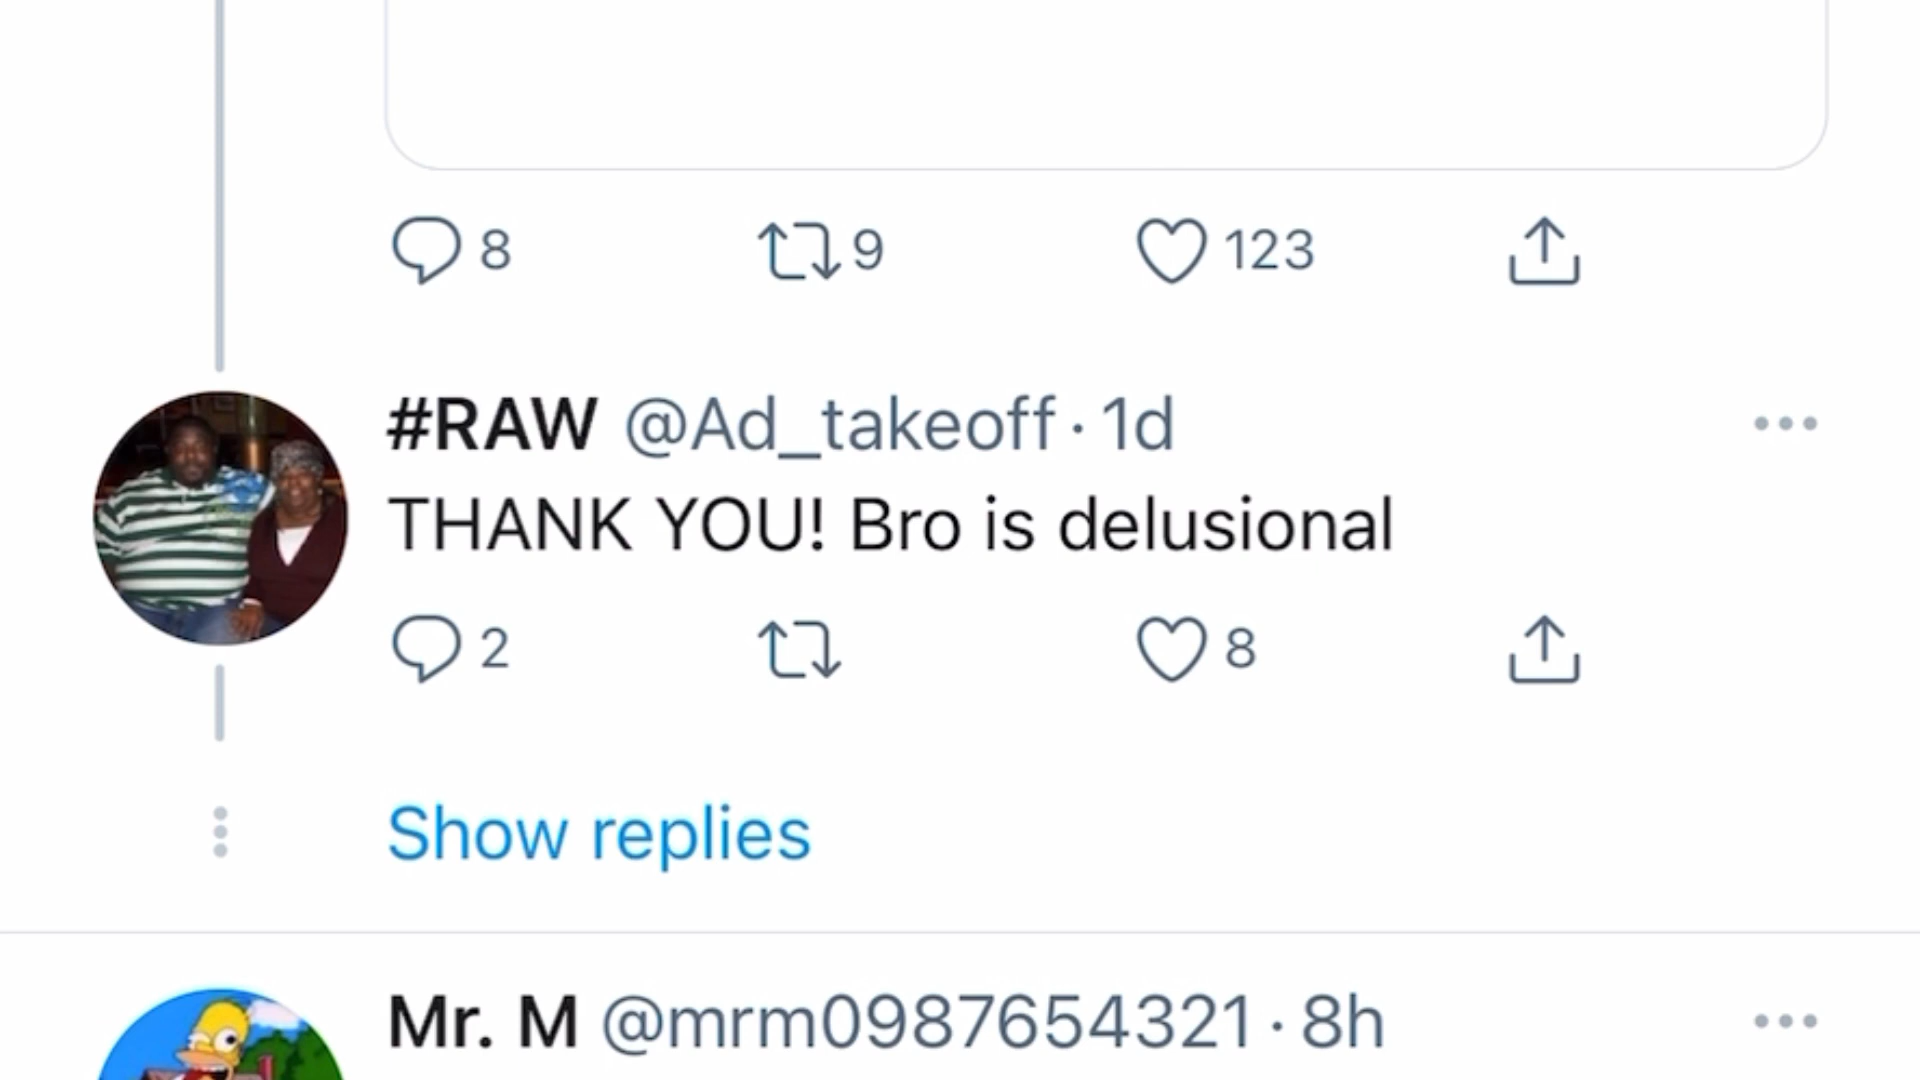 8 9 123
#RAW @Ad_takeoff · 1d
THANK YOU! Bro is delusional
2 8
Show replies
Mr. M @mrm0987654321 · 8h